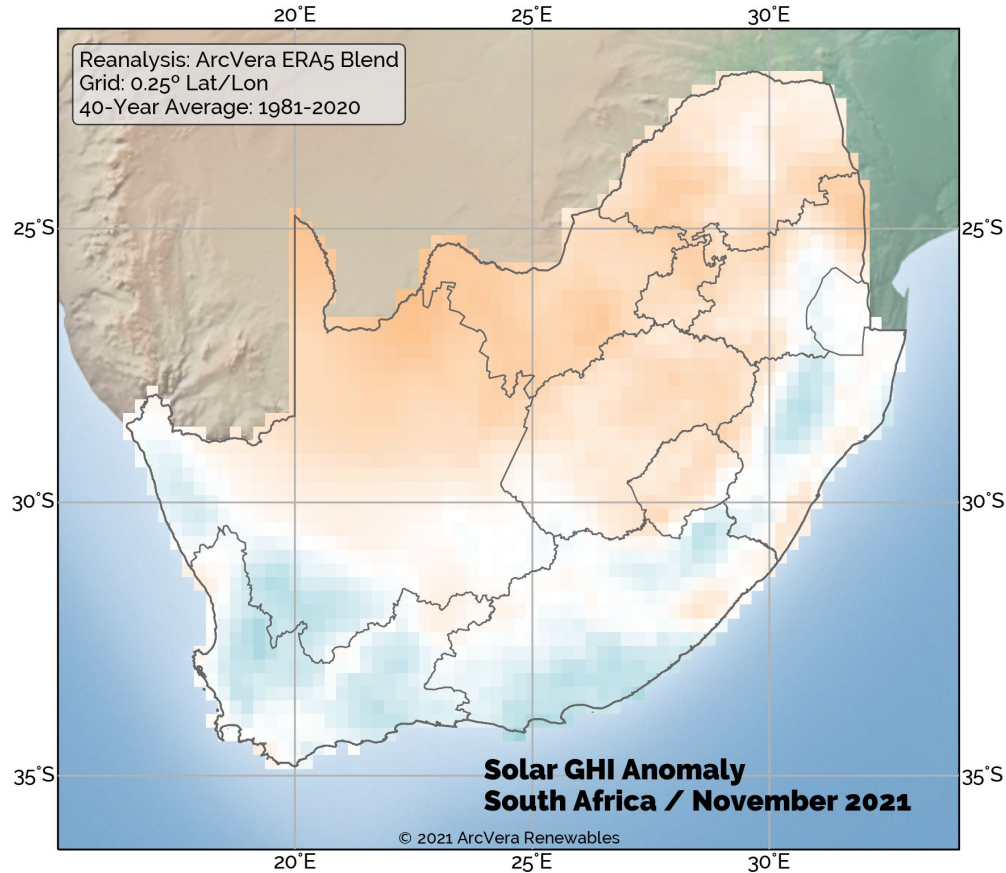 20°E 25°E 30°E
Reanalysis: ArcVera ERA5 Blend
Grid: 0.25º Lat/Lon
40-Year Average: 1981-2020
25°S 25°S
30°S 30°S
35°S 35°S
Solar GHI Anomaly
South Africa / November 2021
© 2021 ArcVera Renewables
20°E 25°E 30°E